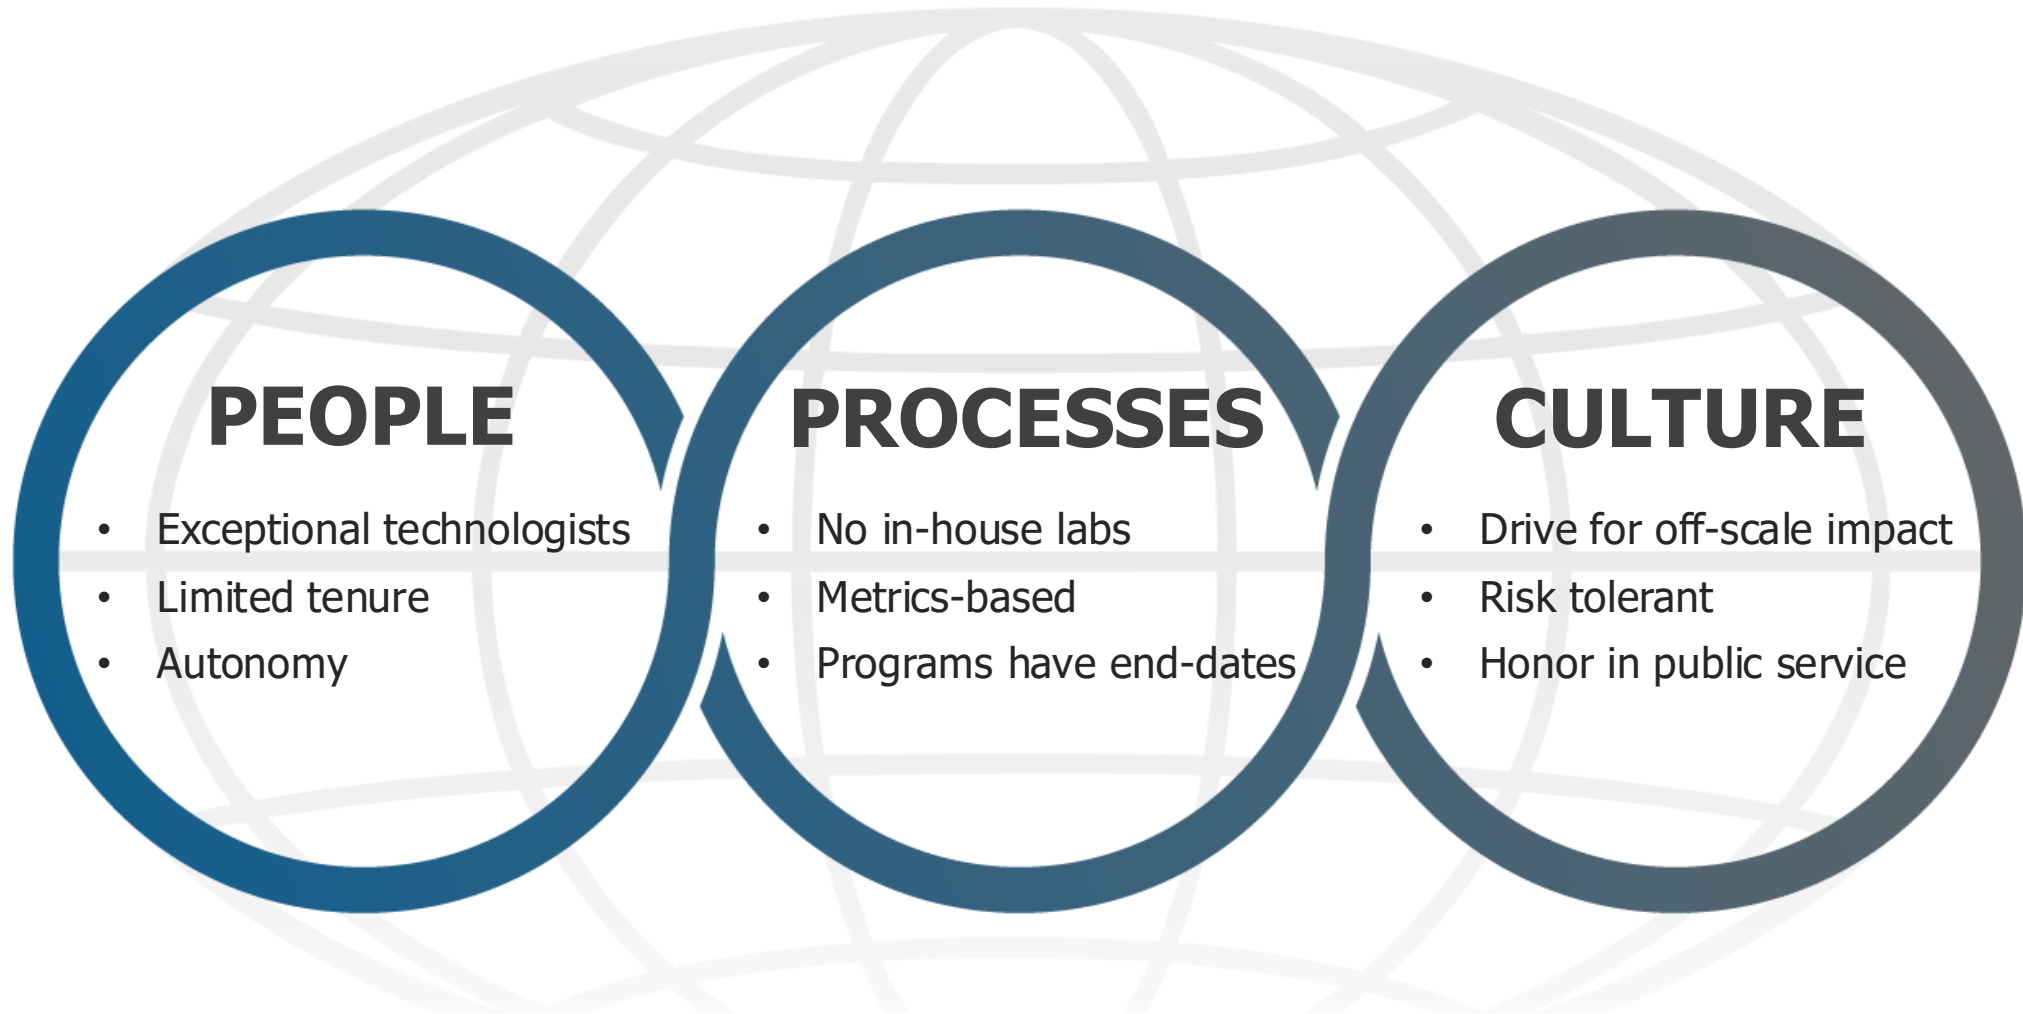 PEOPLE
• Exceptional technologists
• Limited tenure
• Autonomy
PROCESSES
• No in-house labs
• Metrics-based
• Programs have end-dates
CULTURE
• Drive for off-scale impact
• Risk tolerant
• Honor in public service